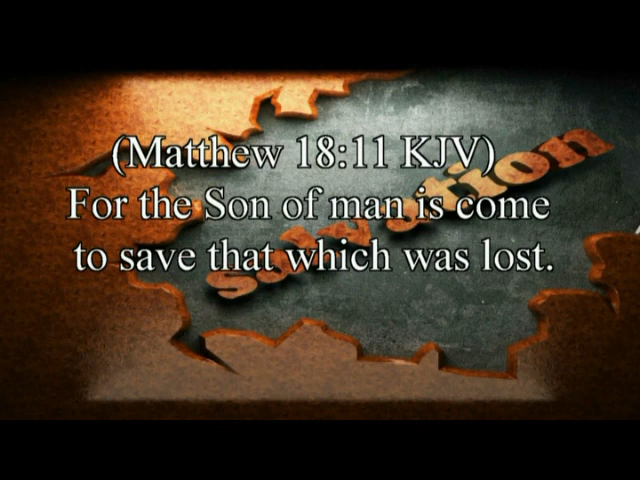 (Matthew 18:11 KJV)
For the Son of man is come
to save that which was lost.
Salvation